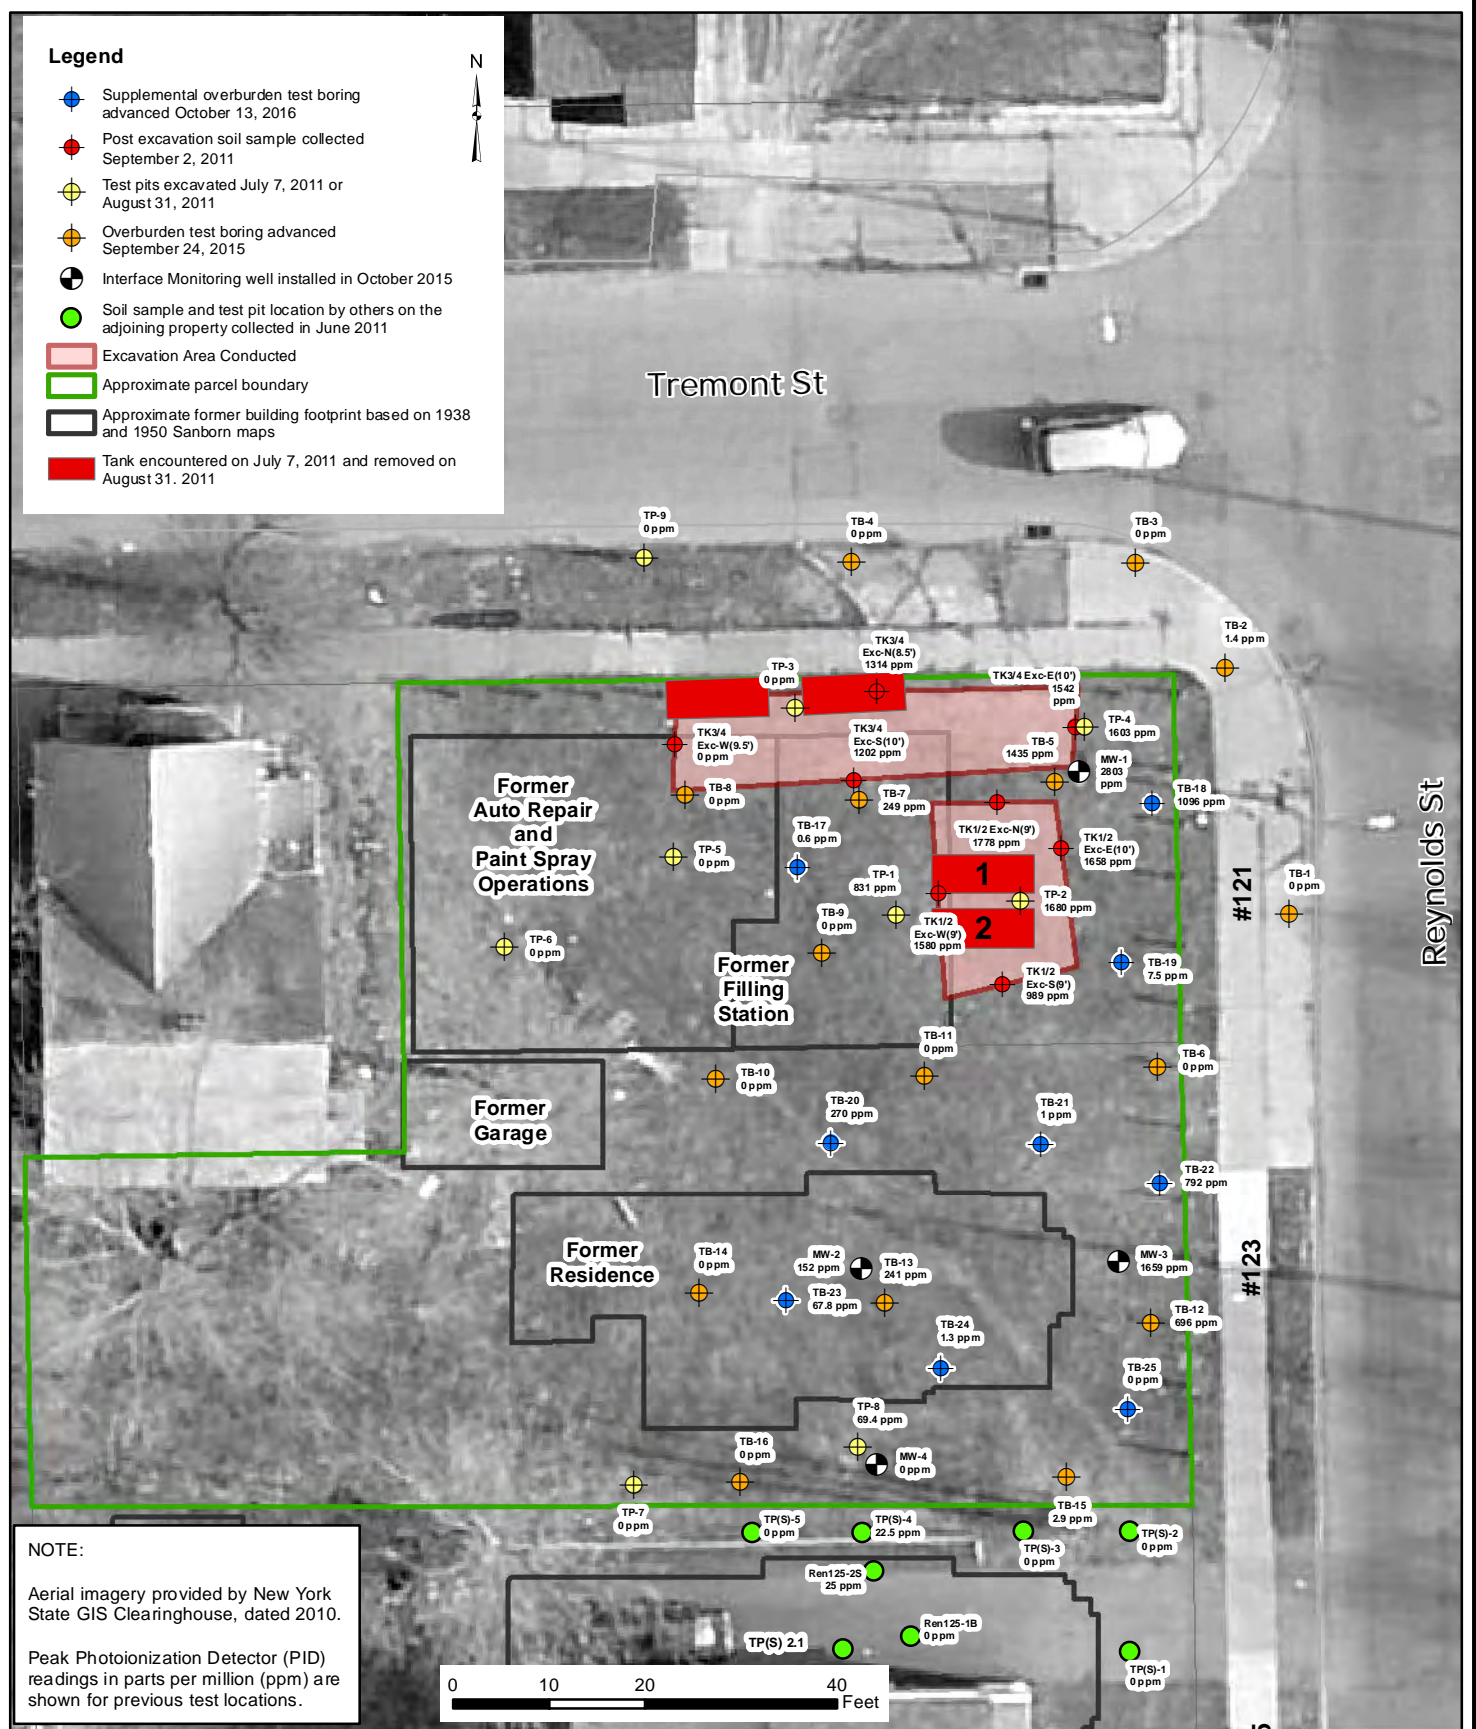 Legend
N
Supplemental overburden test boring
advanced October 13, 2016
Post excavation soil sample collected
September 2, 2011
Test pits excavated July 7, 2011 or
August 31, 2011
Overburden test boring advanced
September 24, 2015
Interface Monitoring well installed in October 2015
Soil sample and test pit location by others on the
adjoining property collected in June 2011
Excavation Area Conducted
Approximate parcel boundary
Approximate former building footprint based on 1938
and 1950 Sanborn maps
Tank encountered on July 7, 2011 and removed on
August 31. 2011
Tremont St
TP-9
0 ppm
TB-4
0 ppm
TB-3
0 ppm
TB-2
1.4 ppm
TK3/4
Exc-N(8.5')
1314 ppm
TP-3
0 ppm
TK3/4 Exc-E(10')
1542
ppm
TP-4
1603 ppm
TK3/4
Exc-W(9.5')
0 ppm
TK3/4
Exc-S(10')
1202 ppm
TB-5
1435 ppm
MW-1
2803
ppm
TB-18
1096 ppm
Former
Auto Repair
and
Paint Spray
Operations
TB-8
0 ppm
TB-7
249 ppm
TB-17
0.6 ppm
TK1/2 Exc-N(9')
1778 ppm
TK1/2
Exc-E(10')
1658 ppm
TP-5
0 ppm
TP-1
831 ppm
1
TP-2
1680 ppm
2
TK1/2
Exc-W(9')
1580 ppm
TB-1
0 ppm
#121
Reynolds St
TB-9
0 ppm
TP-6
0 ppm
Former
Filling
Station
TK1/2
Exc-S(9')
989 ppm
TB-19
7.5 ppm
TB-11
0 ppm
TB-6
0 ppm
TB-10
0 ppm
Former
Garage
TB-20
270 ppm
TB-21
1 ppm
TB-22
792 ppm
Former
Residence
TB-14
0 ppm
MW-2
152 ppm
TB-13
241 ppm
MW-3
1659 ppm
#123
TB-23
67.8 ppm
TB-12
696 ppm
TB-24
1.3 ppm
TB-25
0 ppm
TP-8
69.4 ppm
TB-16
0 ppm
MW-4
0 ppm
TP-7
0 ppm
TB-15
2.9 ppm
TP(S)-5
0 ppm
TP(S)-4
22.5 ppm
TP(S)-3
0 ppm
TP(S)-2
0 ppm
Ren125-2S
25 ppm
Ren125-1B
0 ppm
TP(S) 2.1
TP(S)-1
0 ppm
NOTE:
Aerial imagery provided by New York
State GIS Clearinghouse, dated 2010.
Peak Photoionization Detector (PID)
readings in parts per million (ppm) are
shown for previous test locations.
0 10 20 40
Feet